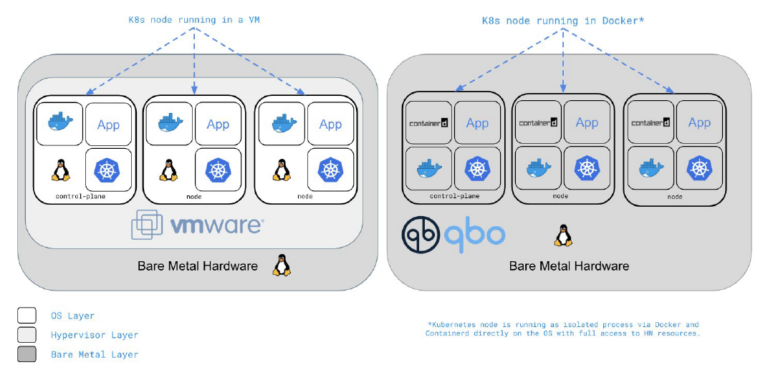 K8s node running in a VM
K8s node running in Docker*
App
App
App
control-plane
node
node
vmware®
Bare Metal Hardware
containerd
App
containerd
App
containerd
App
control-plane
node
node
qb qbo
Bare Metal Hardware
OS Layer
Hypervisor Layer
Bare Metal Layer
*Kubernetes node is running as isolated process via Docker and
Containerd directly on the OS with full access to HW resources.